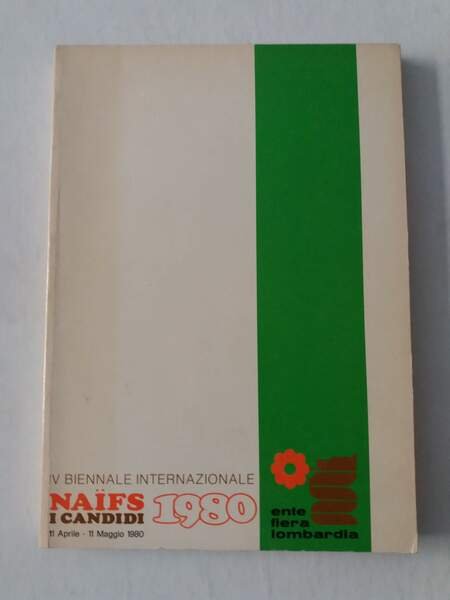 IV BIENNALE INTERNAZIONALE
NAÏFS
I CANDIDI
1980
11 Aprile - 11 Maggio 1980
ente
fiera
lombardia